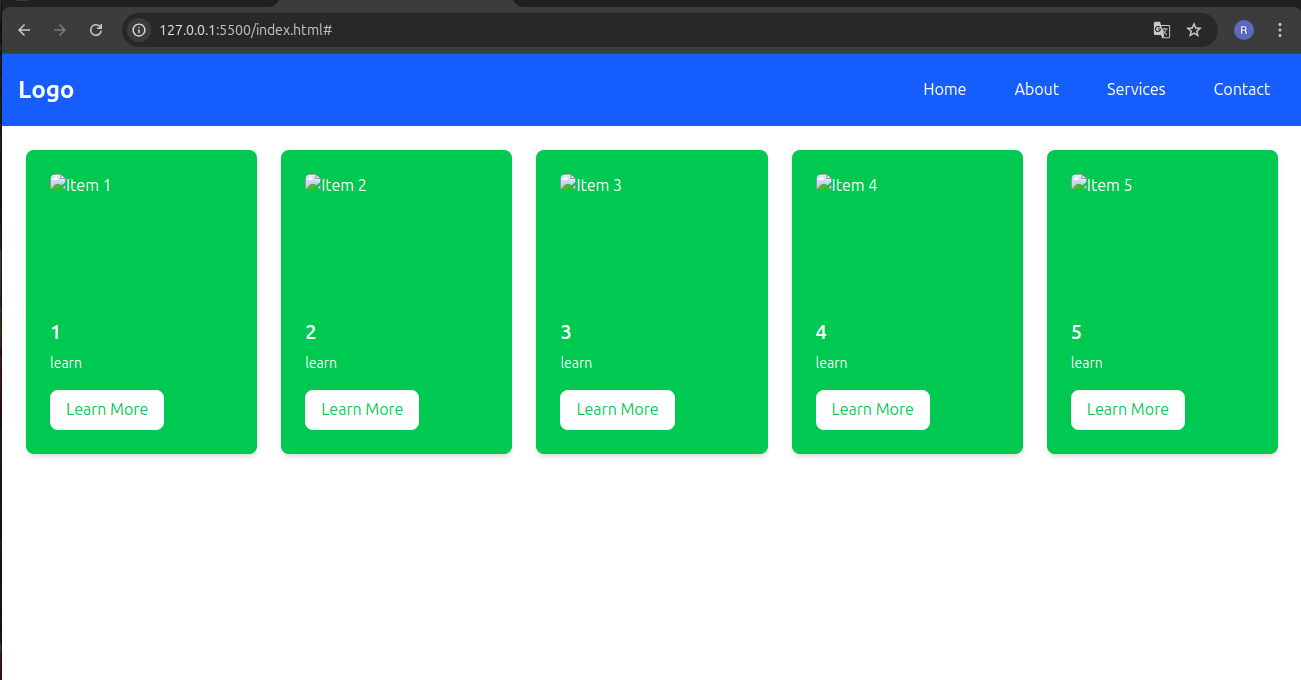 127.0.0.1:5500/index.html#
R
Logo
Home About Services Contact
Item 1
1
learn
Learn More
Item 2
2
learn
Learn More
Item 3
3
learn
Learn More
Item 4
4
learn
Learn More
Item 5
5
learn
Learn More